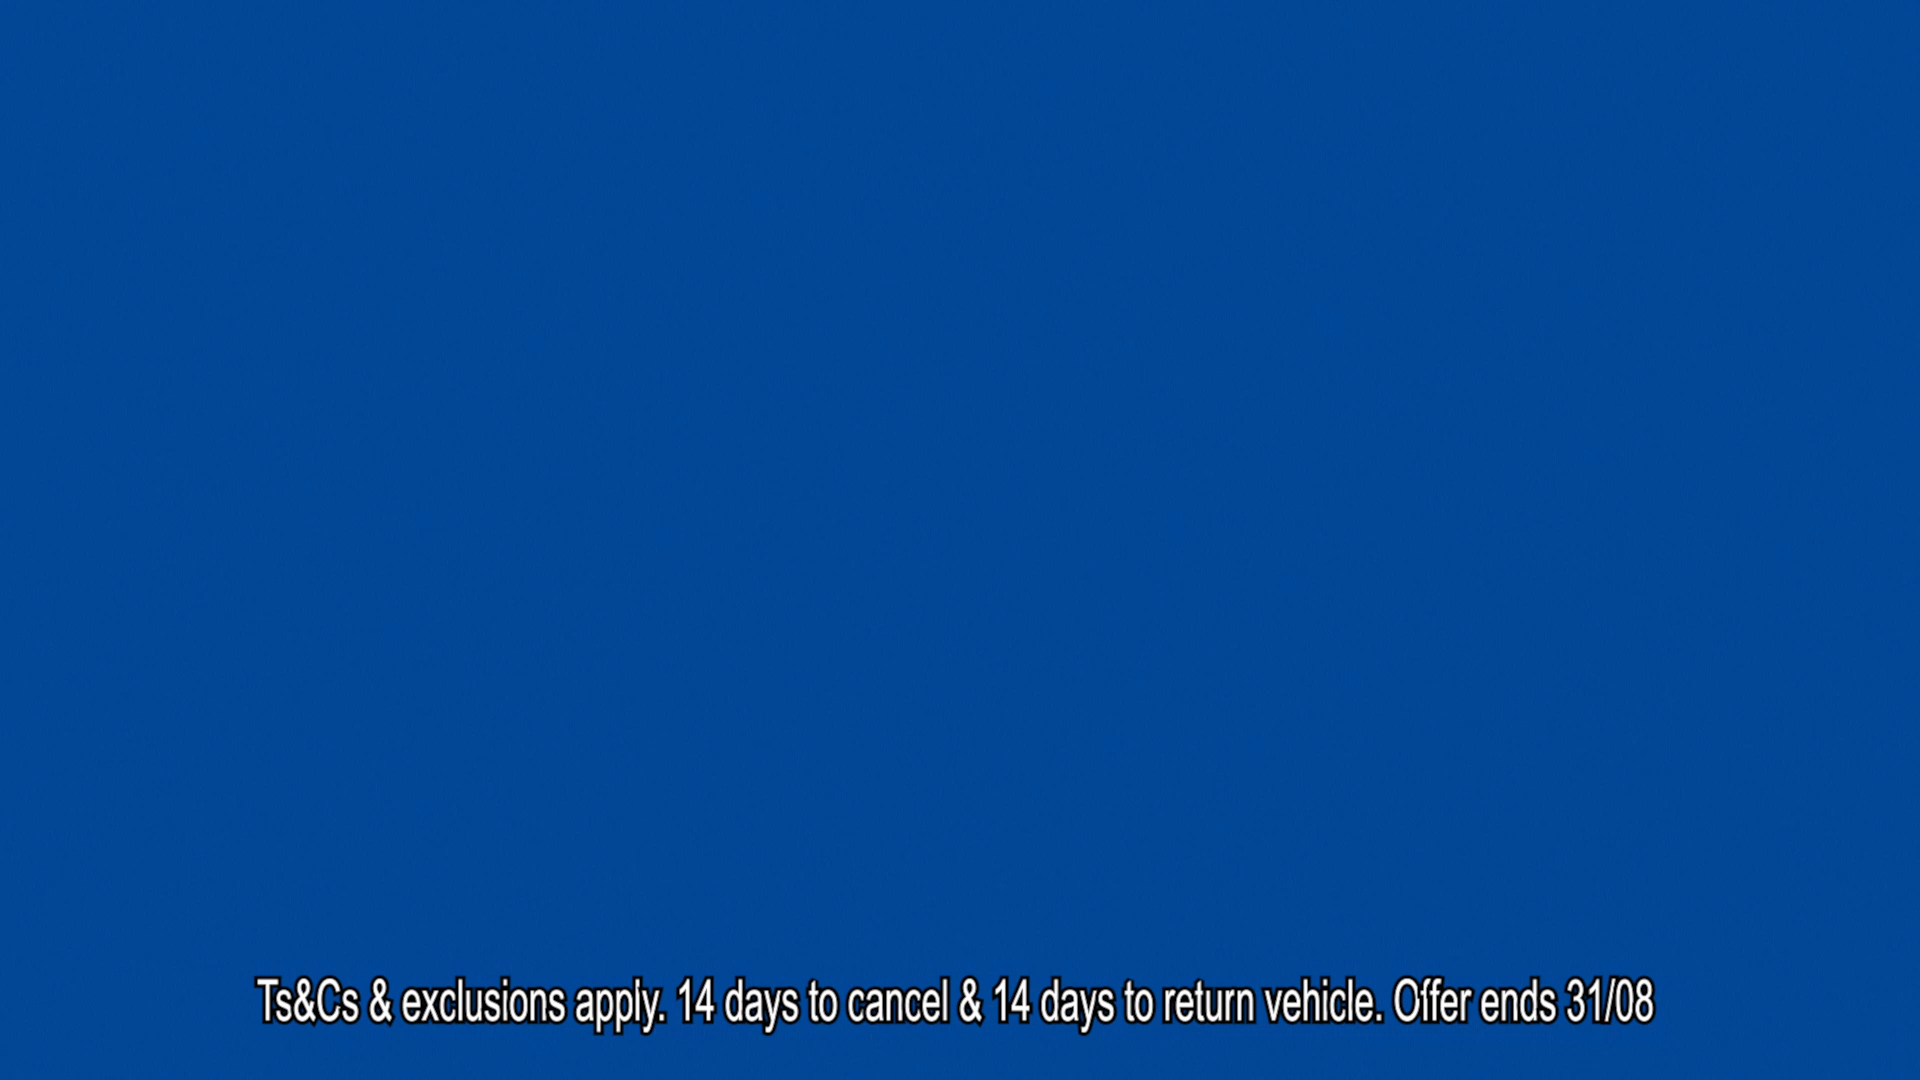 Ts&Cs & exclusions apply. 14 days to cancel & 14 days to return vehicle. Offer ends 31/08